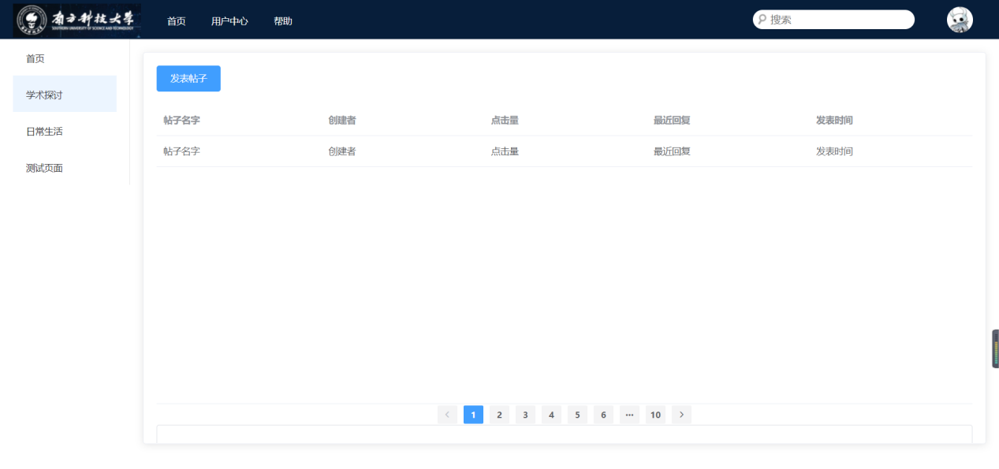 南方科技大学
SOUTHERN UNIVERSITY OF SCIENCE AND TECHNOLOGY
首页 用户中心 帮助 搜索
首页
学术探讨
日常生活
测试页面
发表帖子
帖子名字 创建者 点击量 最近回复 发表时间
帖子名字 创建者 点击量 最近回复 发表时间
1 2 3 4 5 6 ··· 10